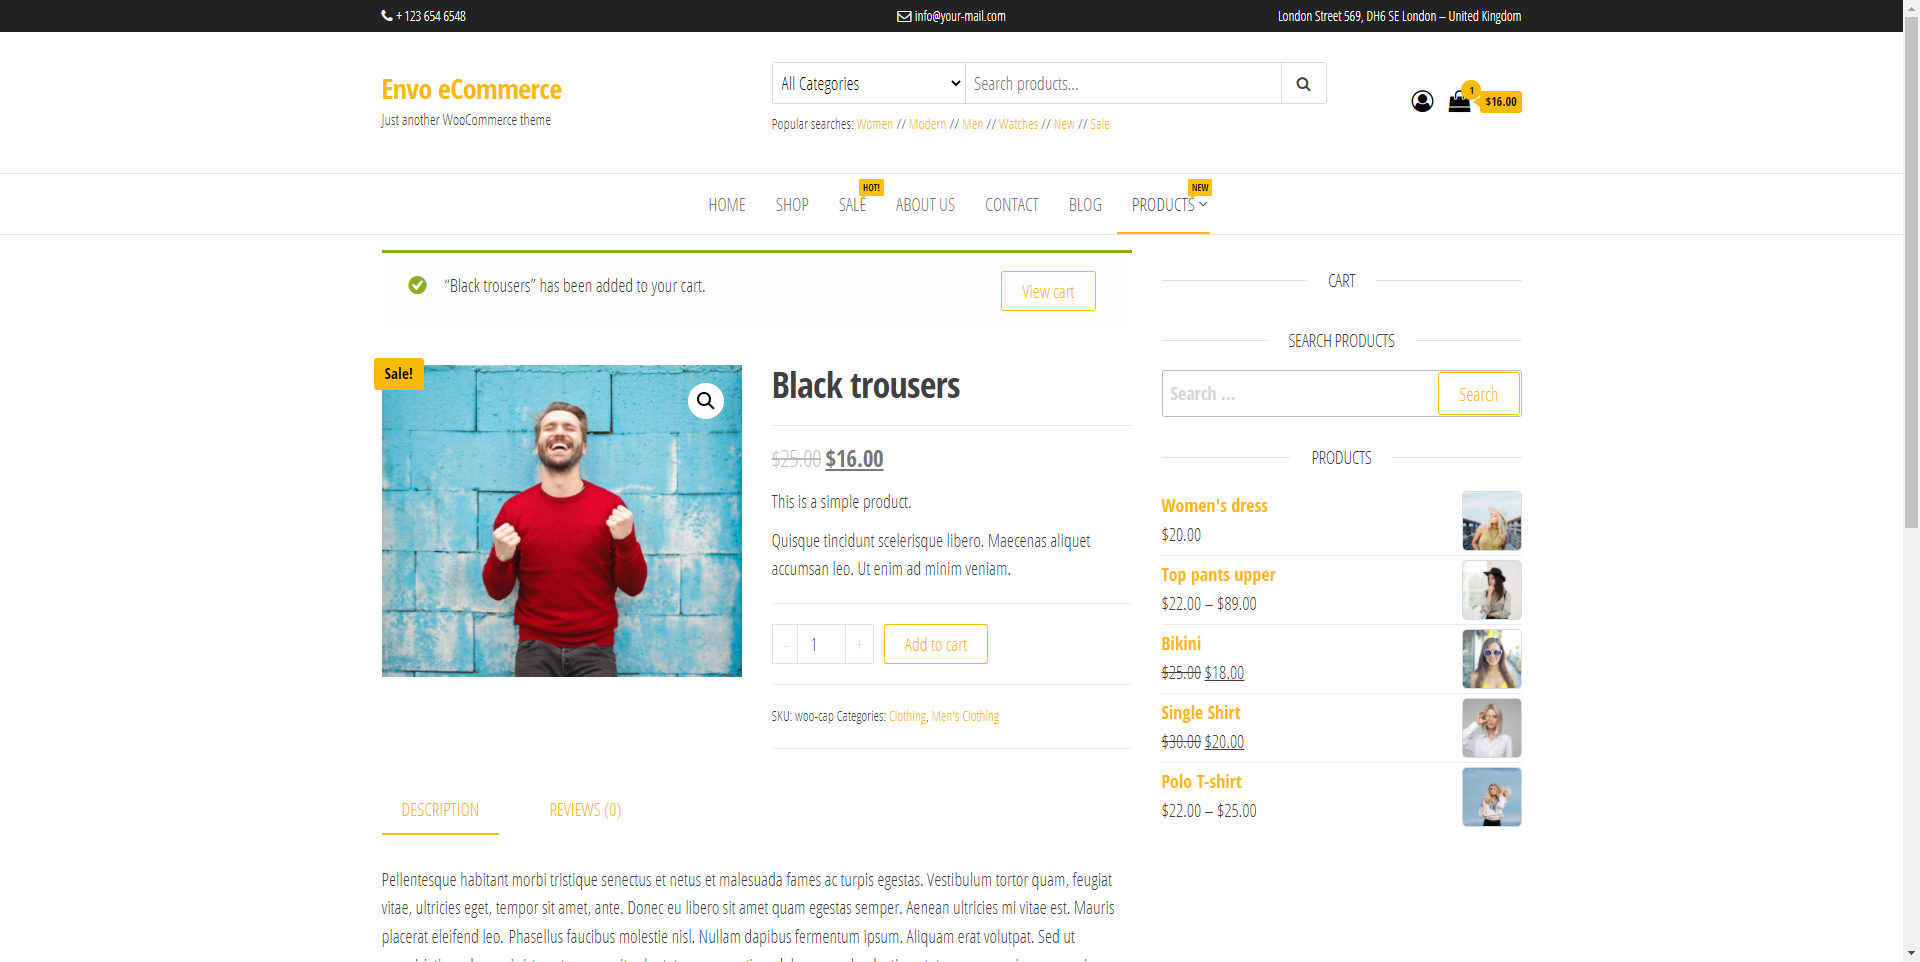 + 123 654 6548
info@your-mail.com
London Street 569, DH6 SE London – United Kingdom
Envo eCommerce
Just another WooCommerce theme
All Categories
Search products...
1
$16.00
Popular searches: Women // Modern // Men // Watches // New // Sale
HOME
SHOP
SALE
HOT!
ABOUT US
CONTACT
BLOG
PRODUCTS
NEW
“Black trousers” has been added to your cart.
View cart
Sale!
Black trousers
$25.00 $16.00
This is a simple product.
Quisque tincidunt scelerisque libero. Maecenas aliquet
accumsan leo. Ut enim ad minim veniam.
- 1 +
Add to cart
SKU: woo-cap Categories: Clothing, Men's Clothing
DESCRIPTION
REVIEWS (0)
Pellentesque habitant morbi tristique senectus et netus et malesuada fames ac turpis egestas. Vestibulum tortor quam, feugiat
vitae, ultricies eget, tempor sit amet, ante. Donec eu libero sit amet quam egestas semper. Aenean ultricies mi vitae est. Mauris
placerat eleifend leo. Phasellus faucibus molestie nisl. Nullam dapibus fermentum ipsum. Aliquam erat volutpat. Sed ut
CART
SEARCH PRODUCTS
Search …
Search
PRODUCTS
Women's dress
$20.00
Top pants upper
$22.00 – $89.00
Bikini
$25.00 $18.00
Single Shirt
$30.00 $20.00
Polo T-shirt
$22.00 – $25.00